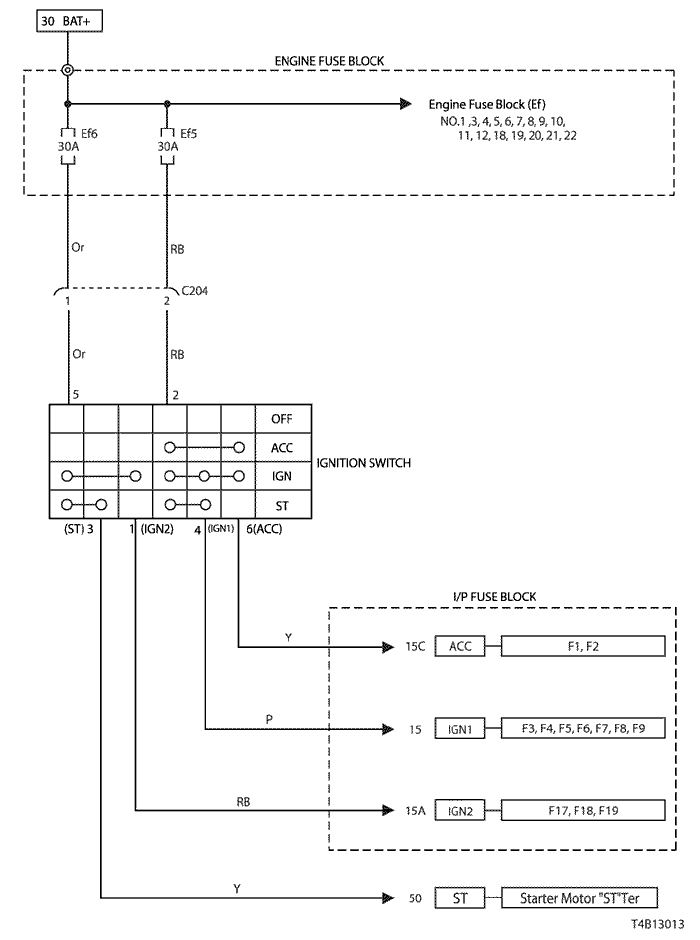 30 BAT+
ENGINE FUSE BLOCK
Engine Fuse Block (Ef)
NO.1 ,3, 4, 5, 6, 7, 8, 9, 10,
11, 12, 18, 19, 20, 21, 22
Ef6
30A
Ef5
30A
Or
RB
C204
1
2
Or
RB
5
2
OFF
ACC
IGN
ST
IGNITION SWITCH
(ST) 3
1 (IGN2)
4 (IGN1)
6(ACC)
I/P FUSE BLOCK
Y
15C
ACC
F1, F2
P
15
IGN1
F3, F4, F5, F6, F7, F8, F9
RB
15A
IGN2
F17, F18, F19
Y
50
ST
Starter Motor "ST"Ter
T4B13013